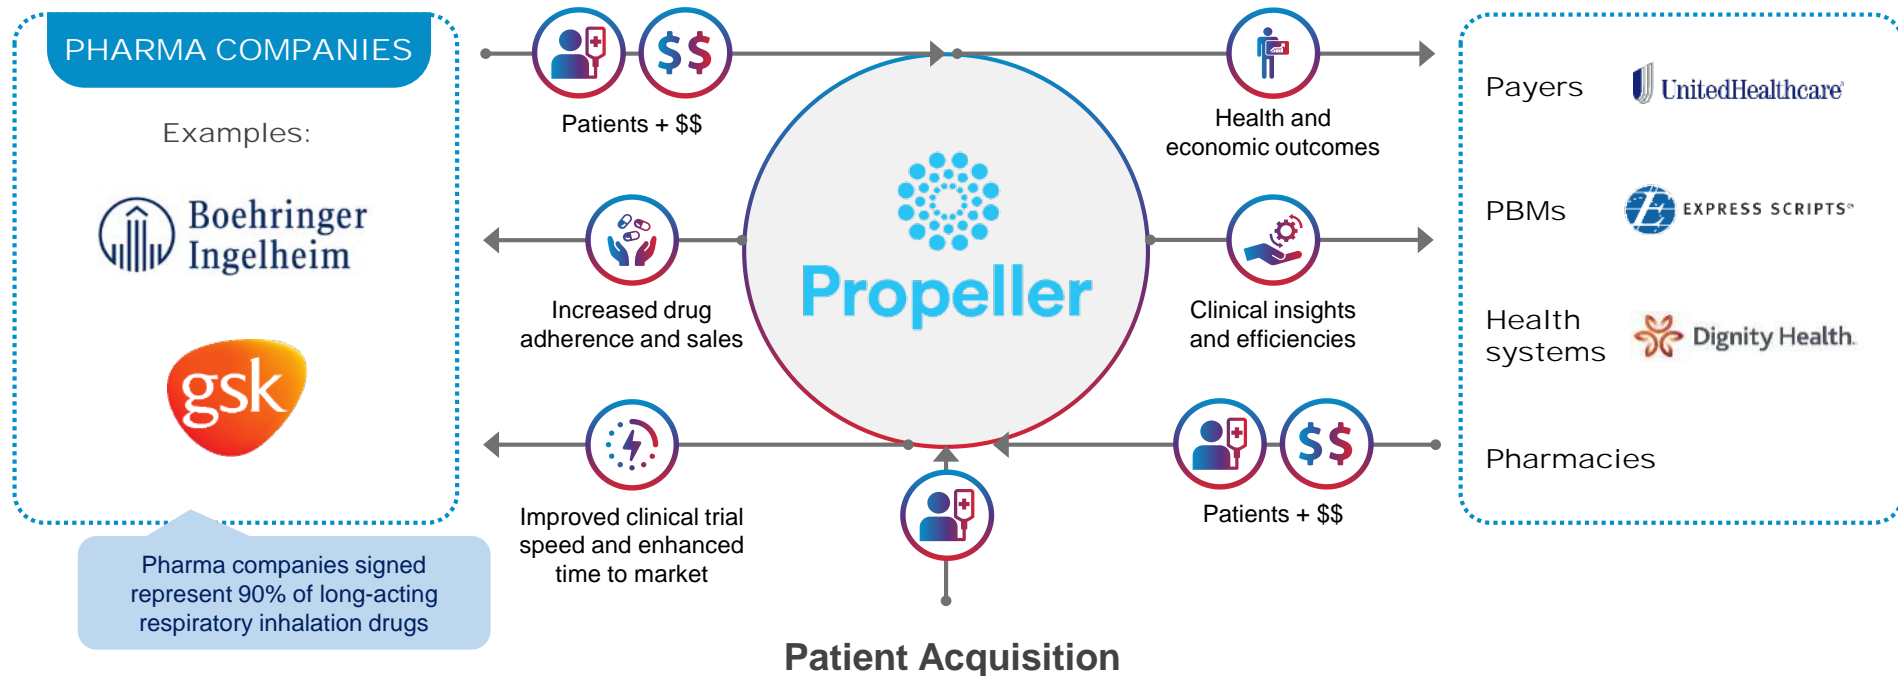 PHARMA COMPANIES
Examples:
Boehringer
Ingelheim
gsk
Pharma companies signed
represent 90% of long-acting
respiratory inhalation drugs
$$
Patients + $$
Increased drug
adherence and sales
Improved clinical trial
speed and enhanced
time to market
Propeller
Patient Acquisition
Health and
economic outcomes
Clinical insights
and efficiencies
$$
Patients + $$
Payers
UnitedHealthcare
PBMs
EXPRESS SCRIPTS
Health
systems
Dignity Health.
Pharmacies